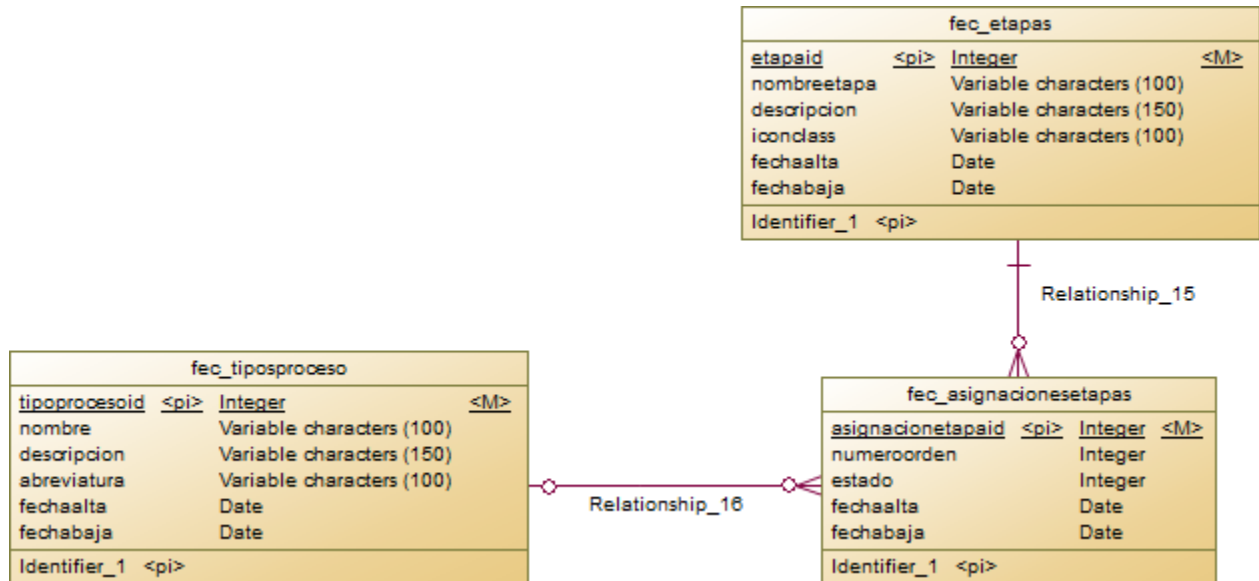 fec_etapas
etapaid <pi> Integer <M>
nombreetapa Variable characters (100)
descripcion Variable characters (150)
iconclass Variable characters (100)
fechaalta Date
fechabaja Date
Identifier_1 <pi>
Relationship_15
fec_tiposproceso
tipoprocesoid <pi> Integer <M>
nombre Variable characters (100)
descripcion Variable characters (150)
abreviatura Variable characters (100)
fechaalta Date
fechabaja Date
Identifier_1 <pi>
Relationship_16
fec_asignacionesetapas
asignacionetapaid <pi> Integer <M>
numeroorden Integer
estado Integer
fechaalta Date
fechabaja Date
Identifier_1 <pi>